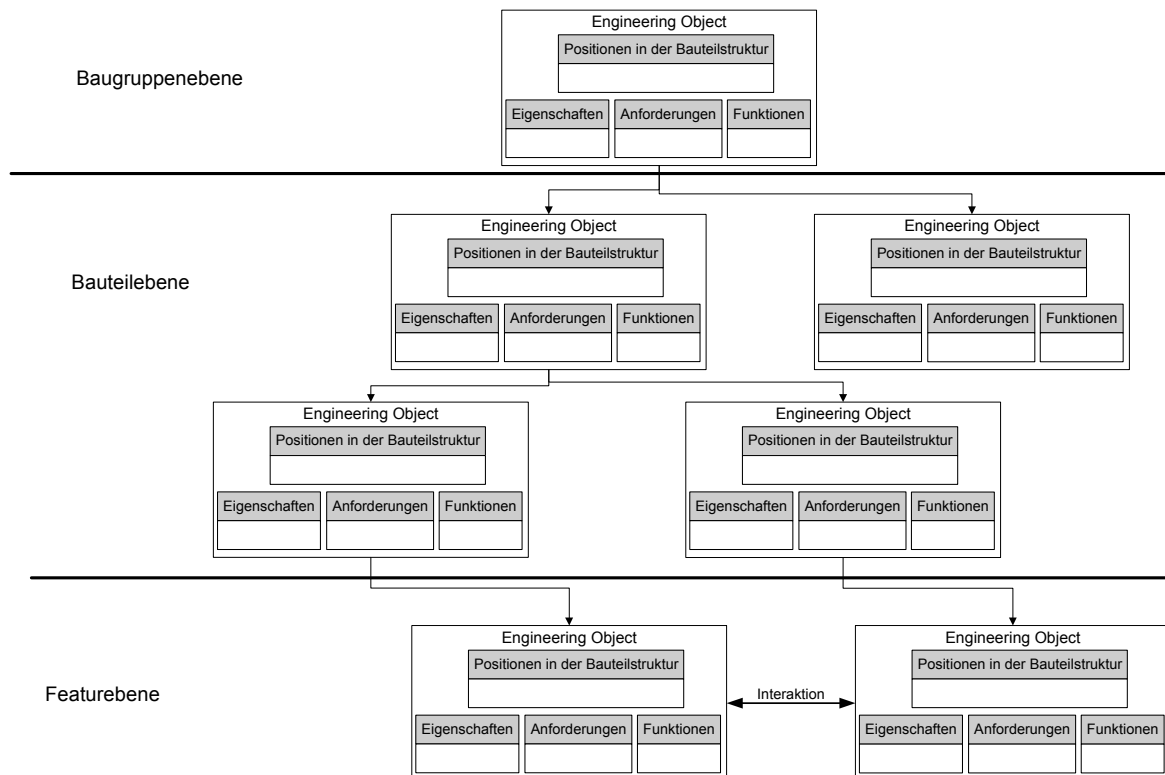 Engineering Object
Positionen in der Bauteilstruktur
Baugruppenebene
Eigenschaften
Anforderungen
Funktionen
Engineering Object
Positionen in der Bauteilstruktur
Eigenschaften
Anforderungen
Funktionen
Engineering Object
Positionen in der Bauteilstruktur
Eigenschaften
Anforderungen
Funktionen
Bauteilebene
Engineering Object
Positionen in der Bauteilstruktur
Eigenschaften
Anforderungen
Funktionen
Engineering Object
Positionen in der Bauteilstruktur
Eigenschaften
Anforderungen
Funktionen
Engineering Object
Positionen in der Bauteilstruktur
Eigenschaften
Anforderungen
Funktionen
Featurebene
Interaktion
Engineering Object
Positionen in der Bauteilstruktur
Eigenschaften
Anforderungen
Funktionen